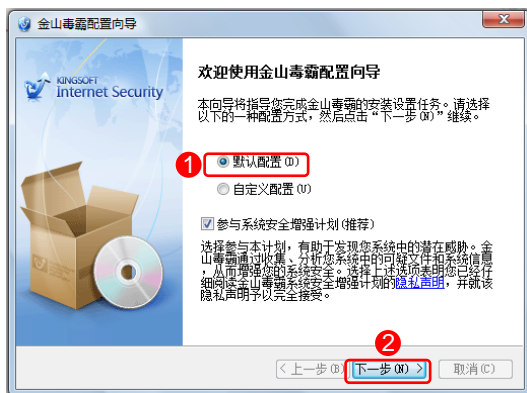 金山毒霸配置向导
KINGSOFT
Internet Security
欢迎使用金山毒霸配置向导
本向导将指导您完成金山毒霸的安装设置任务。请选择
以下的一种配置方式，然后点击“下一步(N)”继续。
1
默认配置(D)
自定义配置(U)
参与系统安全增强计划(推荐)
选择参与本计划，有助于发现您系统中的潜在威胁。金
山毒霸通过收集、分析您系统中的可疑文件和系统信息
，从而增强您的系统安全。选择上述选项表明您已经仔
细阅读金山毒霸系统安全增强计划的隐私声明，并就该
隐私声明予以完全接受。
2
<上一步(B) 下一步(N) > 取消(C)